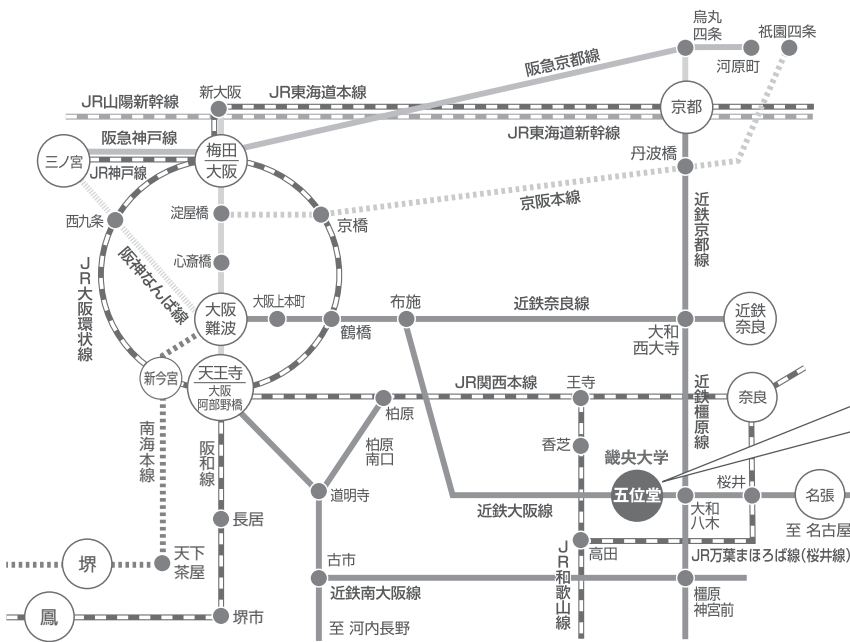 烏丸
四条
祇園四条
河原町
阪急京都線
新大阪
JR東海道本線
JR山陽新幹線
京都
阪急神戸線
JR東海道新幹線
梅田
大阪
三ノ宮
JR神戸線
丹波橋
淀屋橋
京阪本線
西九条
京橋
近鉄京都線
心斎橋
阪神なんば線
JR大阪環状線
大阪
難波
大阪上本町
布施
近鉄奈良線
近鉄
奈良
鶴橋
大和
西大寺
新今宮
天王寺
大阪
阿部野橋
JR関西本線
王寺
近鉄橿原線
奈良
柏原
南海本線
阪和線
柏原
南口
香芝
畿央大学
道明寺
五位堂
桜井
名張
近鉄大阪線
大和
八木
至 名古屋
長居
天下
茶屋
堺
古市
JR和歌山線
高田
JR万葉まほろば線(桜井線)
近鉄南大阪線
橿原
神宮前
鳳
堺市
至 河内長野